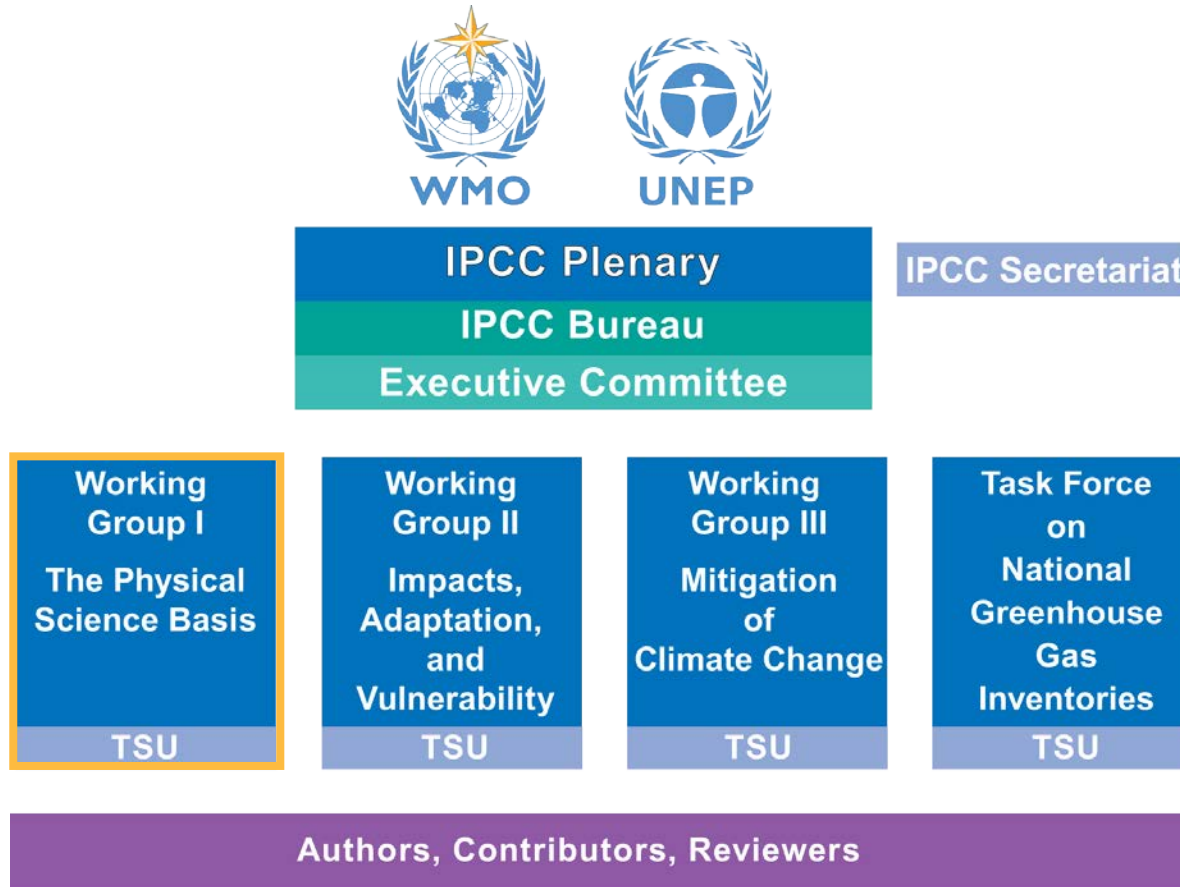 WMO
UNEP
IPCC Plenary
IPCC Secretariat
IPCC Bureau
Executive Committee
Working
Group I
The Physical
Science Basis
TSU
Working
Group II
Impacts,
Adaptation,
and
Vulnerability
TSU
Working
Group III
Mitigation
of
Climate Change
TSU
Task Force
on
National
Greenhouse
Gas
Inventories
TSU
Authors, Contributors, Reviewers